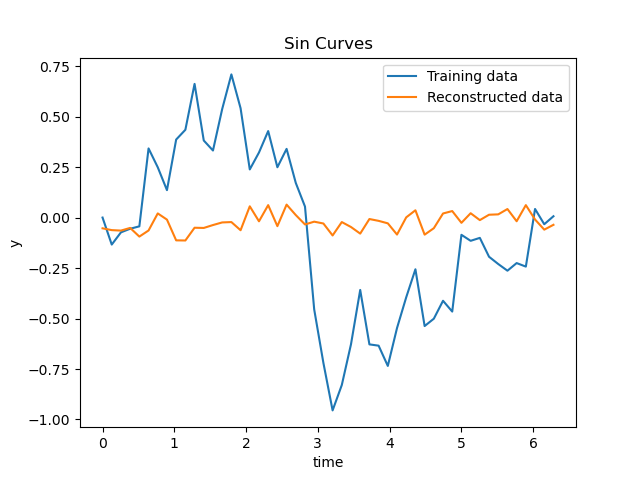 Sin Curves
Training data
Reconstructed data
0.75
0.50
0.25
0.00
−0.25
−0.50
−0.75
−1.00
y
0 1 2 3 4 5 6
time